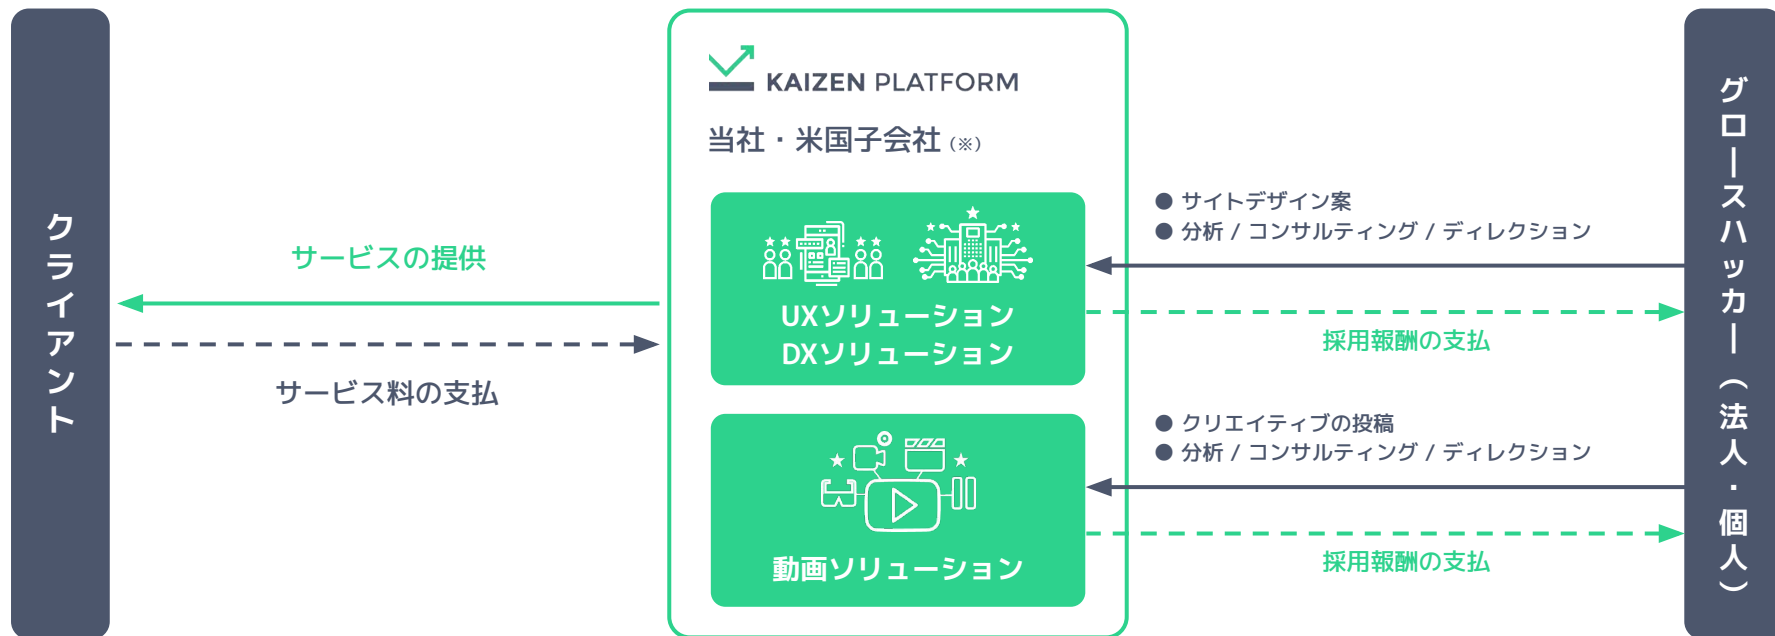 クライアント
サービスの提供
サービス料の支払
KAIZEN PLATFORM
当社・米国子会社 (※)
UXソリューション
DXソリューション
動画ソリューション
● サイトデザイン案
● 分析 / コンサルティング / ディレクション
採用報酬の支払
● クリエイティブの投稿
● 分析 / コンサルティング / ディレクション
採用報酬の支払
グロースハッカー（法人・個人）